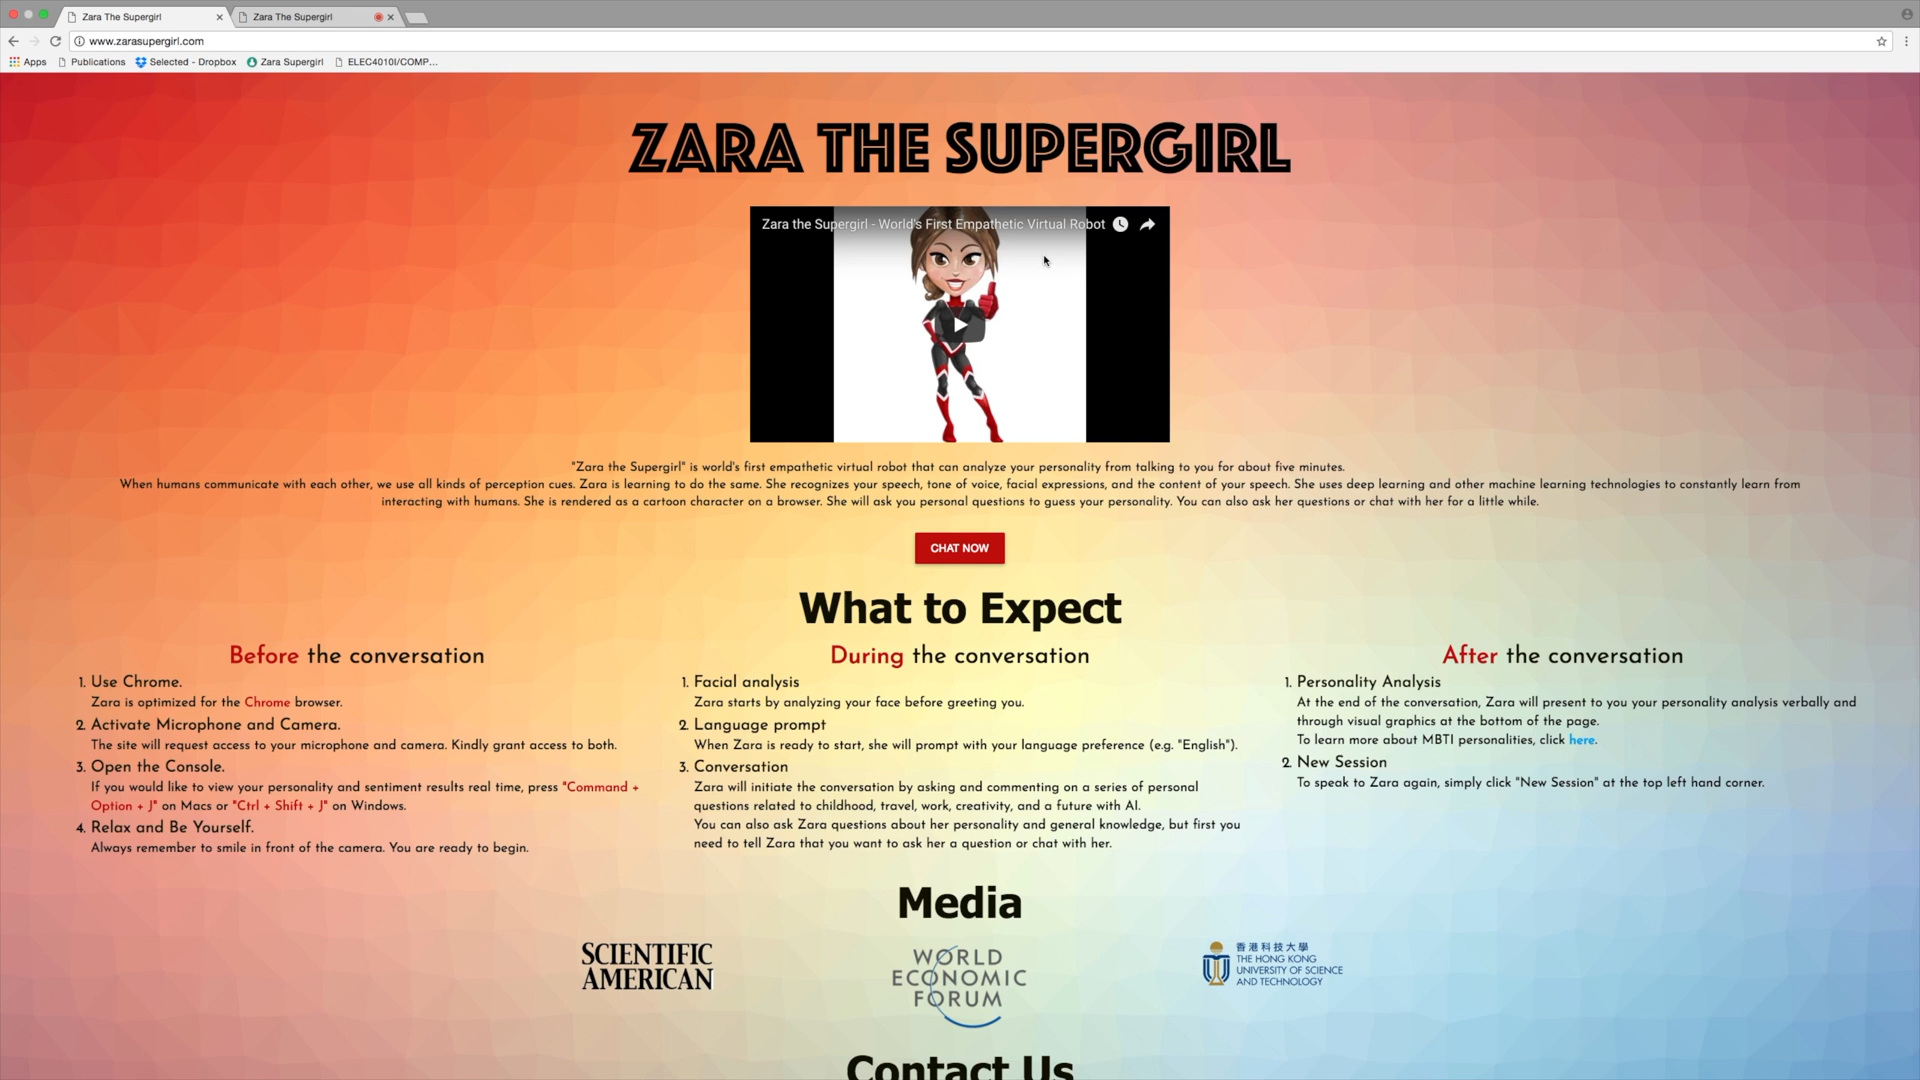 Zara The Supergirl
Zara The Supergirl
www.zarasupergirl.com
Apps Publications Selected - Dropbox Zara Supergirl ELEC4010I/COMP...
ZARA THE SUPERGIRL
Zara the Supergirl - World's First Empathetic Virtual Robot
"Zara the Supergirl" is world's first empathetic virtual robot that can analyze your personality from talking to you for about five minutes.
When humans communicate with each other, we use all kinds of perception cues. Zara is learning to do the same. She recognizes your speech, tone of voice, facial expressions, and the content of your speech. She uses deep learning and other machine learning technologies to constantly learn from
interacting with humans. She is rendered as a cartoon character on a browser. She will ask you personal questions to guess your personality. You can also ask her questions or chat with her for a little while.
CHAT NOW
What to Expect
Before the conversation
1. Use Chrome.
Zara is optimized for the Chrome browser.
2. Activate Microphone and Camera.
The site will request access to your microphone and camera. Kindly grant access to both.
3. Open the Console.
If you would like to view your personality and sentiment results real time, press "Command +
Option + J" on Macs or "Ctrl + Shift + J" on Windows.
4. Relax and Be Yourself.
Always remember to smile in front of the camera. You are ready to begin.
During the conversation
1. Facial analysis
Zara starts by analyzing your face before greeting you.
2. Language prompt
When Zara is ready to start, she will prompt with your language preference (e.g. "English").
3. Conversation
Zara will initiate the conversation by asking and commenting on a series of personal
questions related to childhood, travel, work, creativity, and a future with AI.
You can also ask Zara questions about her personality and general knowledge, but first you
need to tell Zara that you want to ask her a question or chat with her.
After the conversation
1. Personality Analysis
At the end of the conversation, Zara will present to you your personality analysis verbally and
through visual graphics at the bottom of the page.
To learn more about MBTI personalities, click here.
2. New Session
To speak to Zara again, simply click "New Session" at the top left hand corner.
Media
SCIENTIFIC
AMERICAN
WORLD
ECONOMIC
FORUM
香港科技大學
THE HONG KONG
UNIVERSITY OF SCIENCE
AND TECHNOLOGY
Contact Us